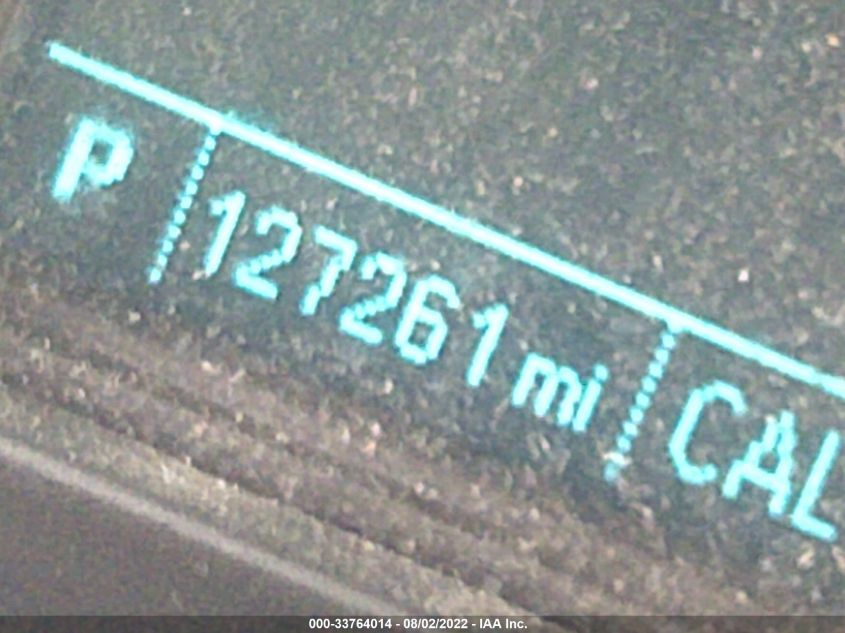 P 127261 mi CAL
000-33764014 - 08/02/2022 - IAA Inc.